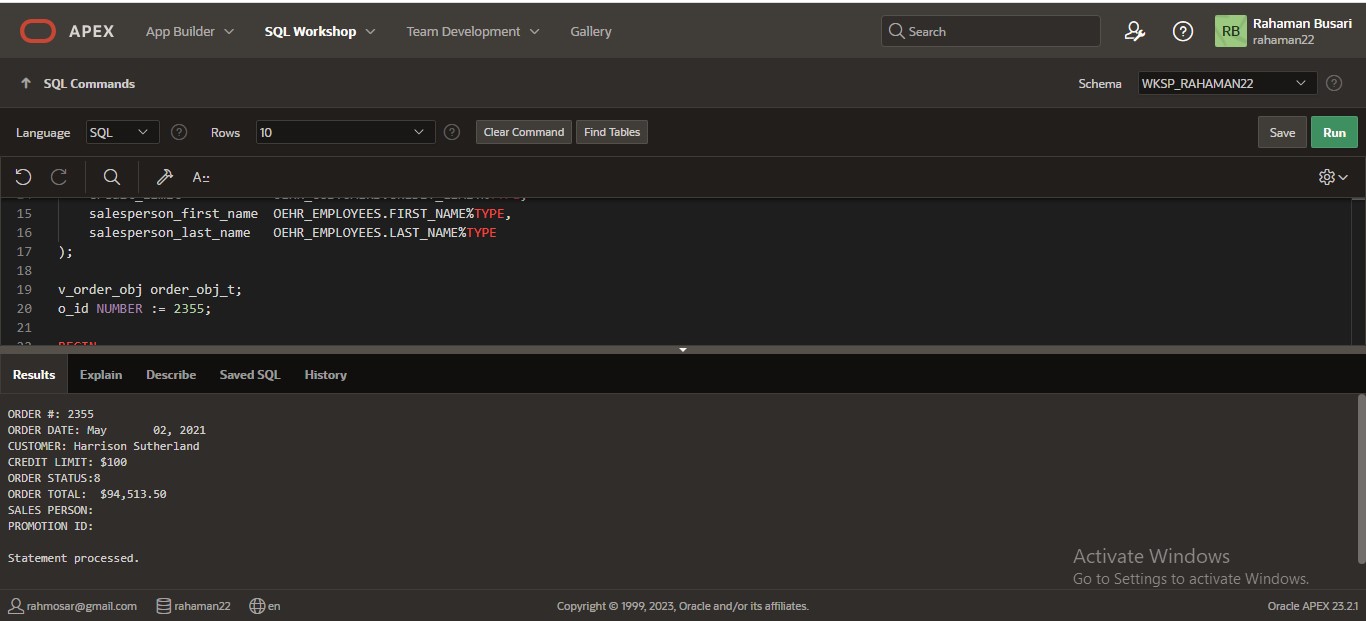 APEX App Builder SQL Workshop Team Development Gallery Search RB Rahaman Busari
rahaman22
SQL Commands Schema WKSP_RAHAMAN22
Language SQL Rows 10 Clear Command Find Tables Save Run
A::
15 salesperson_first_name OEHR_EMPLOYEES.FIRST_NAME%TYPE,
16 salesperson_last_name OEHR_EMPLOYEES.LAST_NAME%TYPE
17 );
18
19 v_order_obj order_obj_t;
20 o_id NUMBER := 2355;
21
22 BEGIN
Results Explain Describe Saved SQL History
ORDER #: 2355
ORDER DATE: May 02, 2021
CUSTOMER: Harrison Sutherland
CREDIT LIMIT: $100
ORDER STATUS:8
ORDER TOTAL: $94,513.50
SALES PERSON:
PROMOTION ID:
Statement processed.
Activate Windows
Go to Settings to activate Windows.
rahmosar@gmail.com rahaman22 en Copyright © 1999, 2023, Oracle and/or its affiliates. Oracle APEX 23.2.1